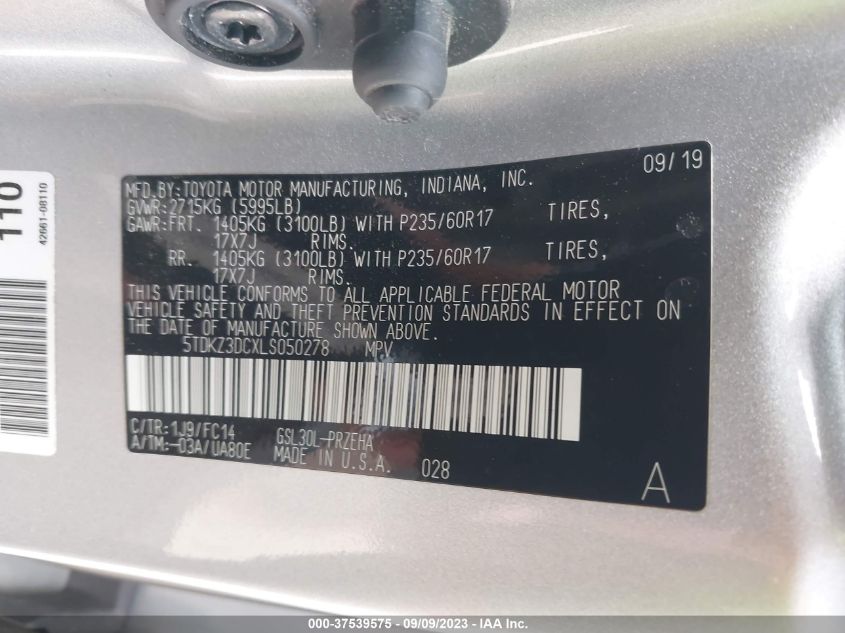 110
42661-08110
09/19
MFD.BY:TOYOTA MOTOR MANUFACTURING, INDIANA, INC.
GVWR:2715KG (5995LB)
GAWR:FRT. 1405KG (3100LB) WITH P235/60R17 TIRES,
17X7J RIMS.
RR. 1405KG (3100LB) WITH P235/60R17 TIRES,
17X7J RIMS.
THIS VEHICLE CONFORMS TO ALL APPLICABLE FEDERAL MOTOR
VEHICLE SAFETY AND THEFT PREVENTION STANDARDS IN EFFECT ON
THE DATE OF MANUFACTURE SHOWN ABOVE.
5TDKZ3DCXLS050278 MPV
C/TR:1J9/FC14 GSL30L-PRZEHA
A/TM:-03A/UA80E MADE IN U.S.A. 028
A
000-37539575 - 09/09/2023 - IAA Inc.